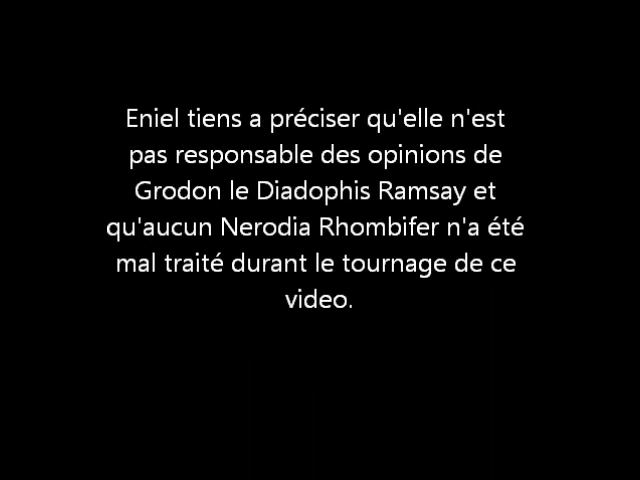 Eniel tiens a préciser qu'elle n'est
pas responsable des opinions de
Grodon le Diadophis Ramsay et
qu'aucun Nerodia Rhombifer n'a été
mal traité durant le tournage de ce
video.